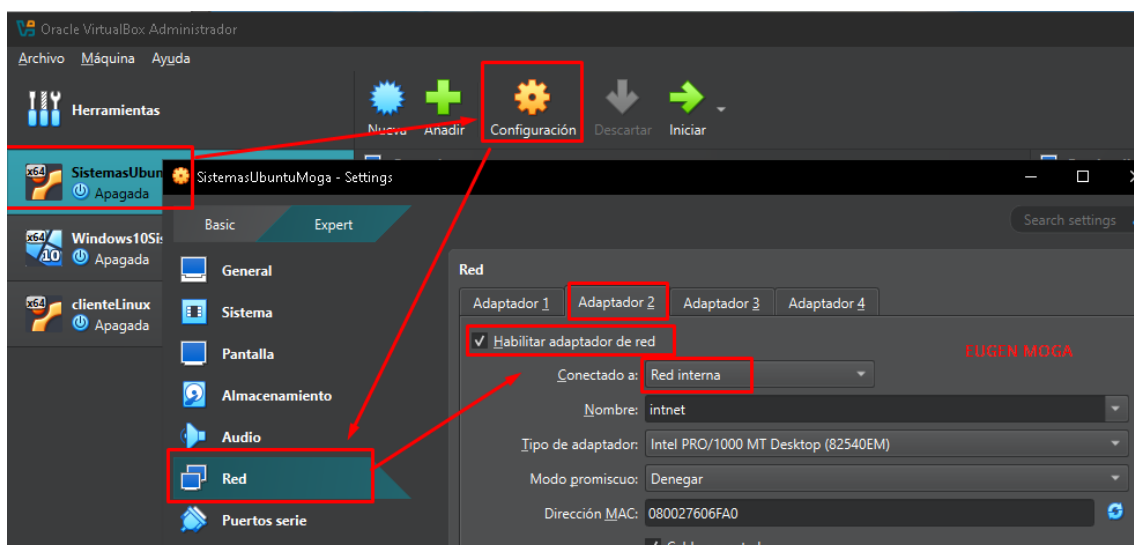 Oracle VirtualBox Administrador
Archivo Máquina Ayuda
Herramientas
Nueva Añadir Configuración Descartar Iniciar
SistemasUbun
Apagada
SistemasUbuntuMoga - Settings
Basic Expert
Search settings
Windows10Sis
Apagada
clienteLinux
Apagada
General
Sistema
Pantalla
Almacenamiento
Audio
Red
Puertos serie
Red
Adaptador 1 Adaptador 2 Adaptador 3 Adaptador 4
Habilitar adaptador de red
EUGEN MOGA
Conectado a: Red interna
Nombre: intnet
Tipo de adaptador: Intel PRO/1000 MT Desktop (82540EM)
Modo promiscuo: Denegar
Dirección MAC: 080027606FA0